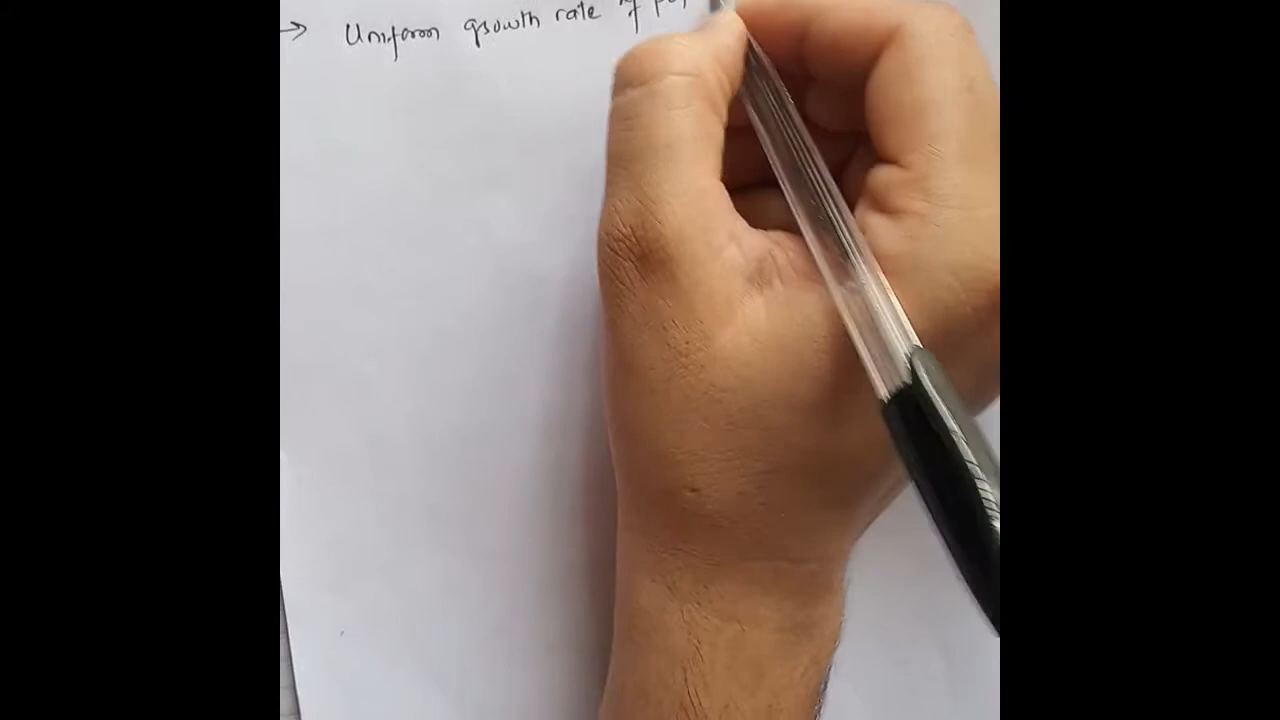 → Uniform growth rate of